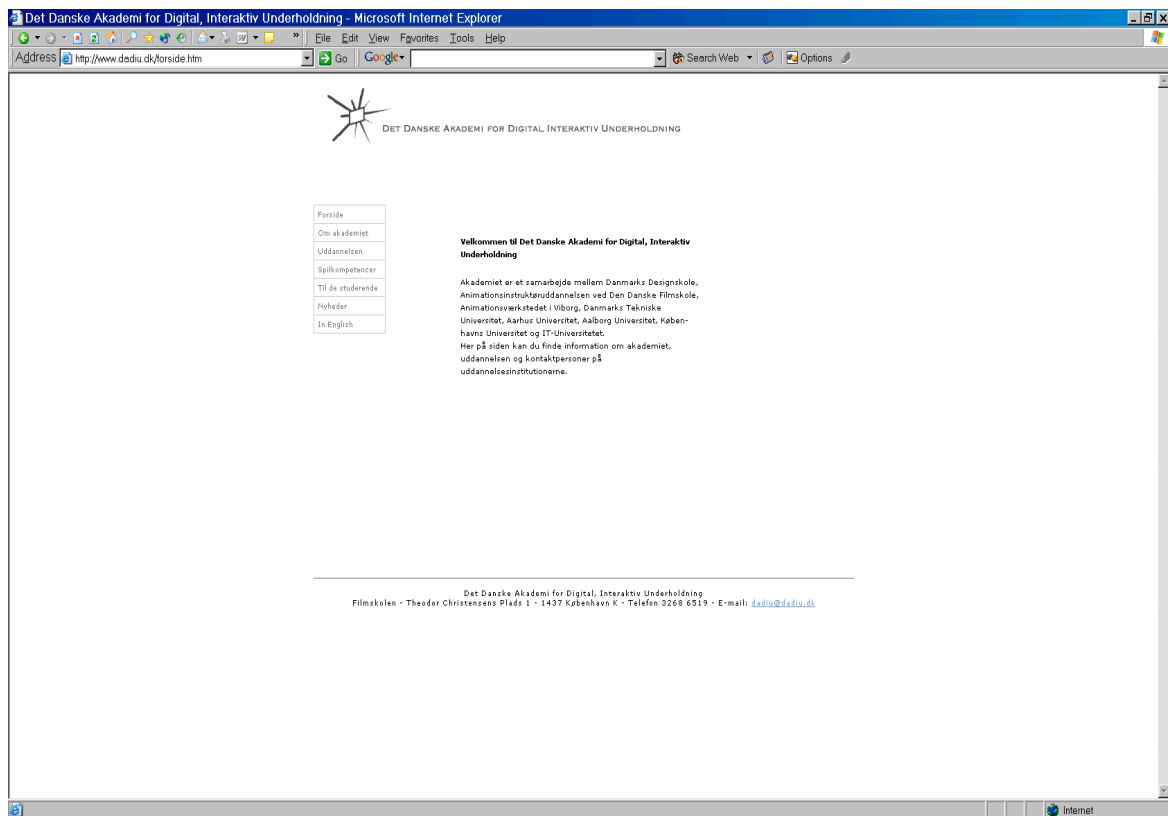 Det Danske Akademi for Digital, Interaktiv Underholdning - Microsoft Internet Explorer
» File Edit View Favorites Tools Help
Address http://www.dadiu.dk/forside.htm Go Google Search Web Options
DET DANSKE AKADEMI FOR DIGITAL INTERAKTIV UNDERHOLDNING
Forside
Om akademiet
Uddannelsen
Spilkompetencer
Til de studerende
Nyheder
In English
Velkommen til Det Danske Akademi for Digital, Interaktiv
Underholdning
Akademiet er et samarbejde mellem Danmarks Designskole,
Animationsinstruktøruddannelsen ved Den Danske Filmskole,
Animationsværkstedet i Viborg, Danmarks Tekniske
Universitet, Aarhus Universitet, Aalborg Universitet, Køben-
havns Universitet og IT-Universitetet.
Her på siden kan du finde information om akademiet,
uddannelsen og kontaktpersoner på
uddannelsesinstitutionerne.
Det Danske Akademi for Digital, Interaktiv Underholdning
Filmskolen - Theodor Christensens Plads 1 - 1437 København K - Telefon 3268 6519 - E-mail: dadiu@dadiu.dk
Internet